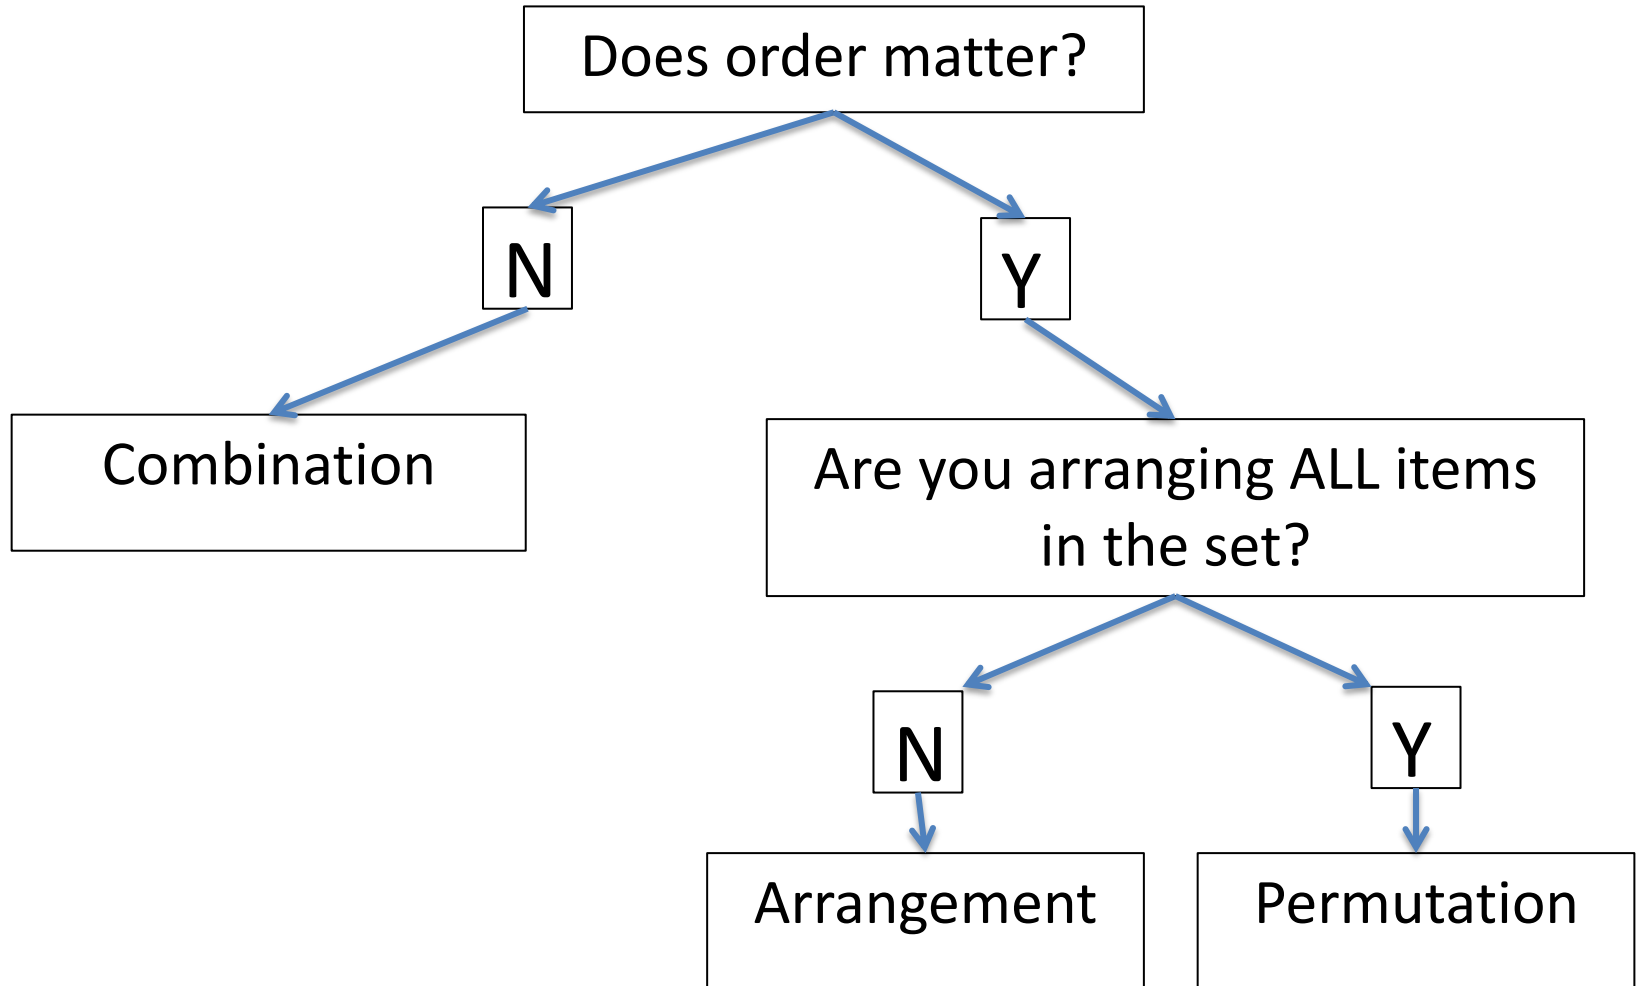 Does order matter?
N
Y
Combination
Are you arranging ALL items
in the set?
N
Y
Arrangement
Permutation